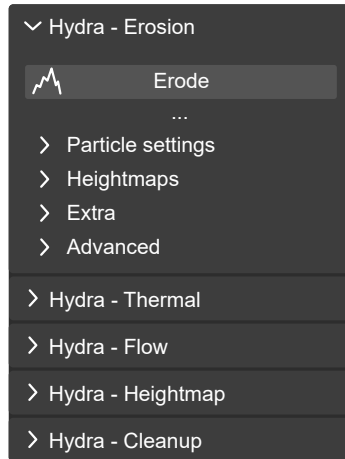 Hydra - Erosion
Erode
...
Particle settings
Heightmaps
Extra
Advanced
Hydra - Thermal
Hydra - Flow
Hydra - Heightmap
Hydra - Cleanup